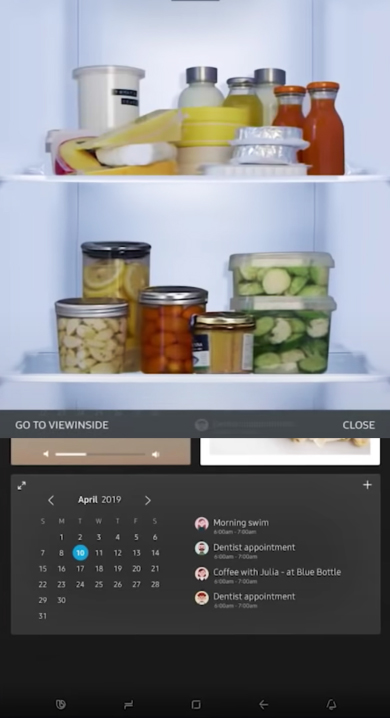 GO TO VIEWINSIDE
CLOSE
April 2019
S M T W T F S
1 2 3 4 5 6
7 8 10 11 12 13 14
15 16 17 18 19 20 21
22 23 24 25 26 27 28
29 30
31
Morning swim
6:00am - 7:00am
Dentist appointment
6:00am - 7:00am
Coffee with Julia - at Blue Bottle
6:00am - 7:00am
Dentist appointment
6:00am - 7:00am